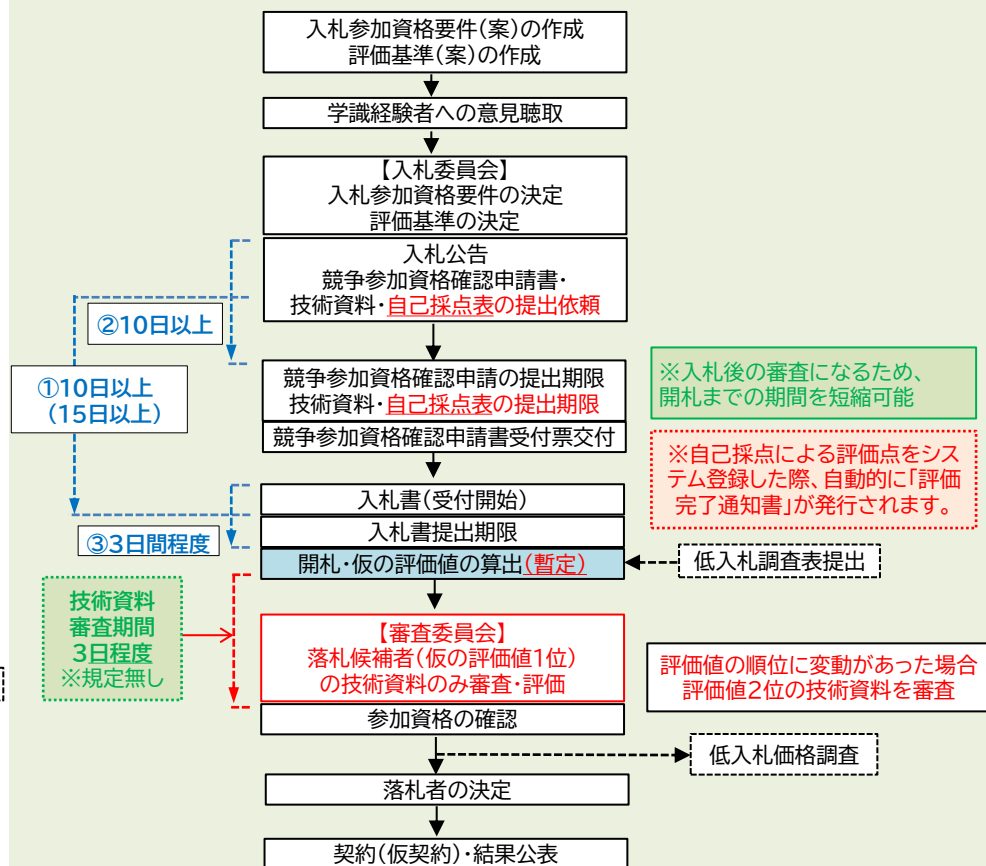 入札参加資格要件(案)の作成
評価基準(案)の作成
学識経験者への意見聴取
【入札委員会】
入札参加資格要件の決定
評価基準の決定
入札公告
競争参加資格確認申請書・
技術資料・自己採点表の提出依頼
②10日以上
①10日以上
(15日以上)
競争参加資格確認申請の提出期限
技術資料・自己採点表の提出期限
競争参加資格確認申請書受付票交付
※入札後の審査になるため、
開札までの期間を短縮可能
※自己採点による評価点をシス
テム登録した際、自動的に「評価
完了通知書」が発行されます。
入札書(受付開始)
入札書提出期限
③3日間程度
開札・仮の評価値の算出(暫定)
低入札調査表提出
技術資料
審査期間
3日程度
※規定無し
【審査委員会】
落札候補者(仮の評価値1位)
の技術資料のみ審査・評価
評価値の順位に変動があった場合
評価値2位の技術資料を審査
参加資格の確認
低入札価格調査
落札者の決定
契約(仮契約)・結果公表